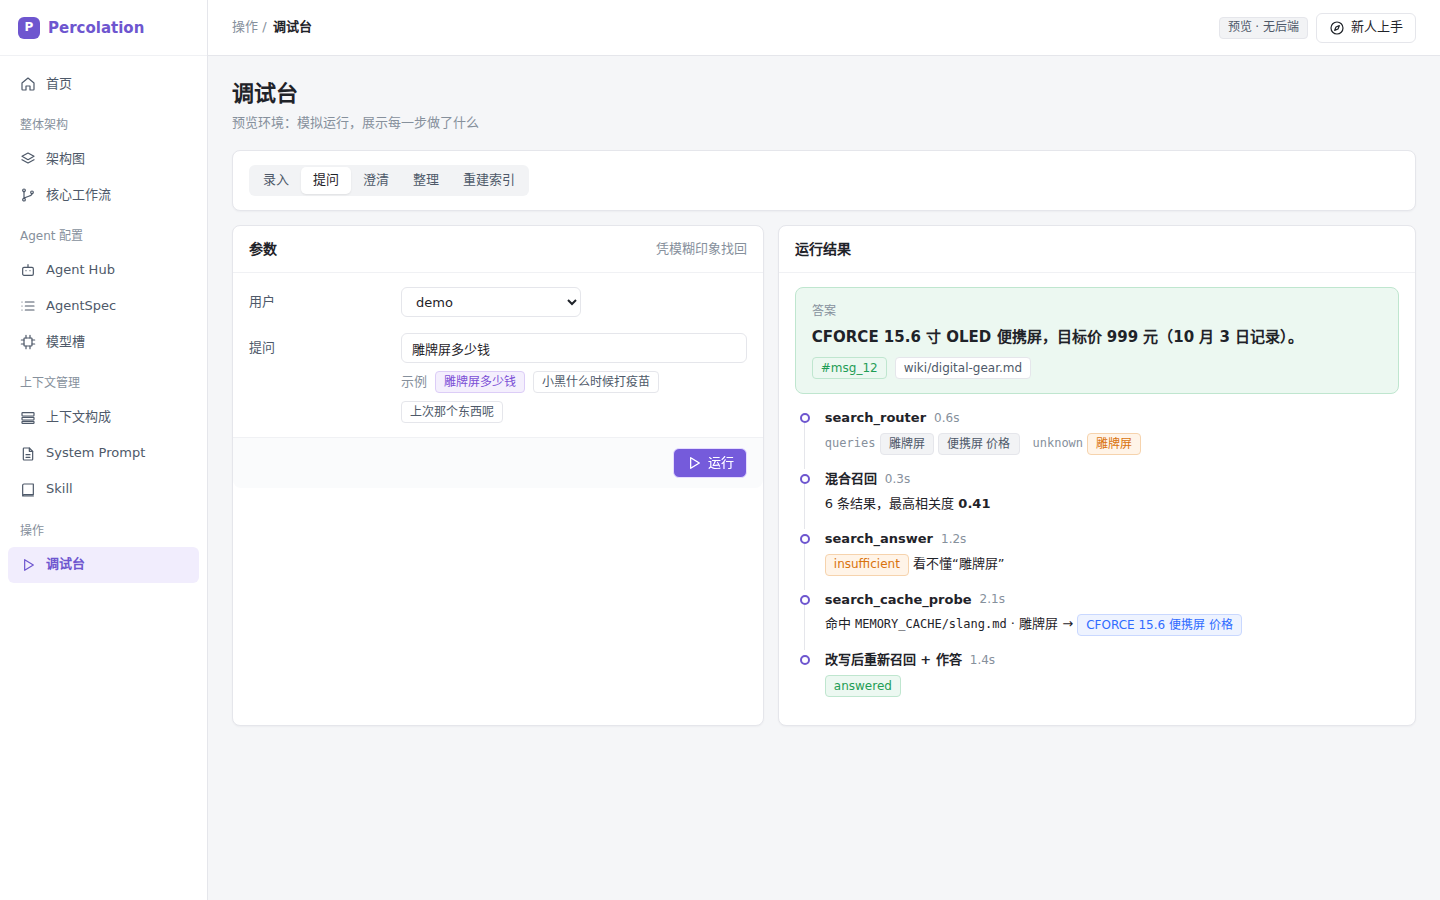 P Percolation
操作 / 调试台
预览 · 无后端
新人上手
首页
整体架构
架构图
核心工作流
Agent 配置
Agent Hub
AgentSpec
模型槽
上下文管理
上下文构成
System Prompt
Skill
操作
调试台
调试台
预览环境：模拟运行，展示每一步做了什么
录入 提问 澄清 整理 重建索引
参数 凭模糊印象找回
用户 demo
提问 雕牌屏多少钱
示例 雕牌屏多少钱 小黑什么时候打疫苗
上次那个东西呢
运行
运行结果
答案
CFORCE 15.6 寸 OLED 便携屏，目标价 999 元（10 月 3 日记录）。
#msg_12 wiki/digital-gear.md
search_router 0.6s
queries 雕牌屏 便携屏 价格 unknown 雕牌屏
混合召回 0.3s
6 条结果，最高相关度 0.41
search_answer 1.2s
insufficient 看不懂“雕牌屏”
search_cache_probe 2.1s
命中 MEMORY_CACHE/slang.md · 雕牌屏 → CFORCE 15.6 便携屏 价格
改写后重新召回 + 作答 1.4s
answered